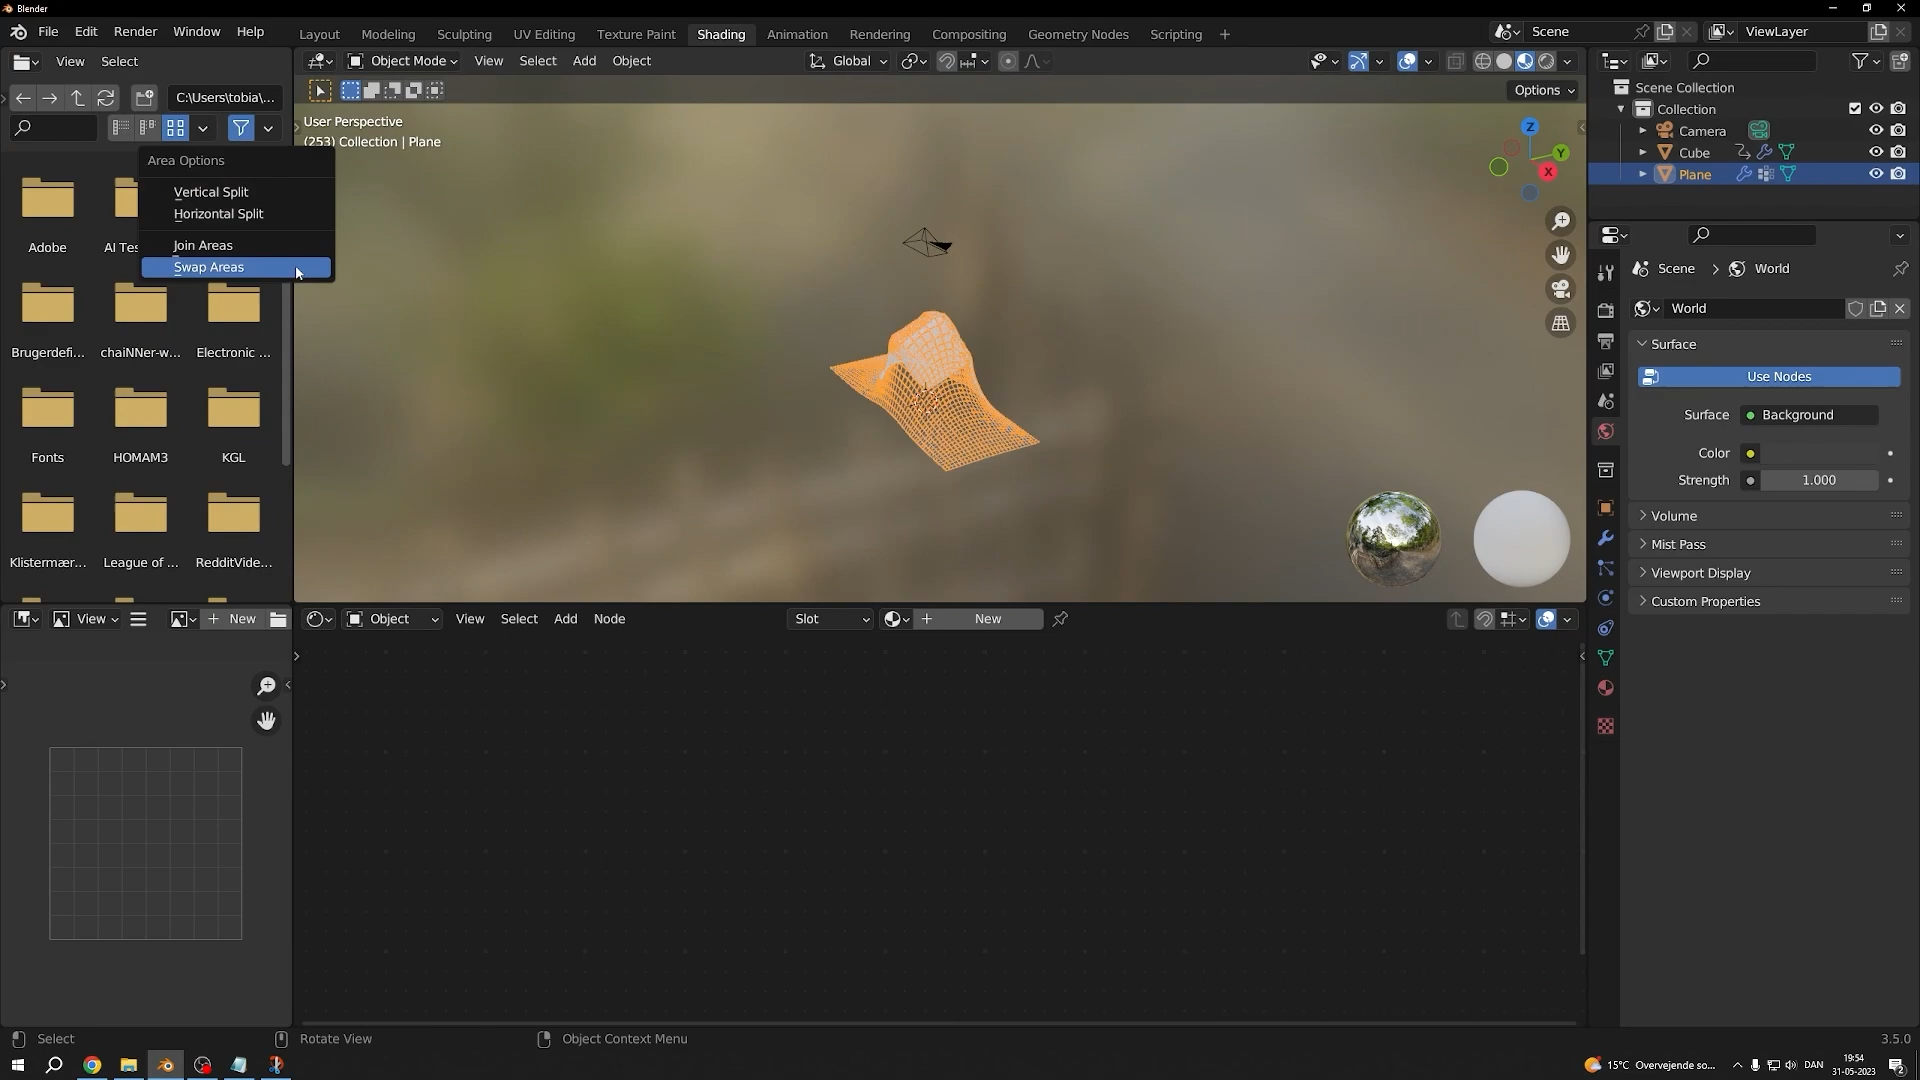 Blender
File Edit Render Window Help
Layout Modeling Sculpting UV Editing Texture Paint Shading Animation Rendering Compositing Geometry Nodes Scripting +
Scene
ViewLayer
View Select
Object Mode View Select Add Object
Global
C:\Users\tobia\...
Options
User Perspective
(253) Collection | Plane
Z
Y
X
Scene Collection
Collection
Camera
Cube
Plane
Area Options
Vertical Split
Horizontal Split
Join Areas
Swap Areas
Adobe
AI Tes
Brugerdefi...
chaiNNer-w...
Electronic ...
Fonts
HOMAM3
KGL
Klistermær...
League of ...
RedditVide...
Scene > World
World
Surface
Use Nodes
Surface Background
Color
Strength 1.000
Volume
Mist Pass
Viewport Display
Custom Properties
View + New
Object View Select Add Node
Slot
+ New
Select
Rotate View
Object Context Menu
3.5.0
15°C Overvejende so...
DAN
19:54
31-05-2023
2